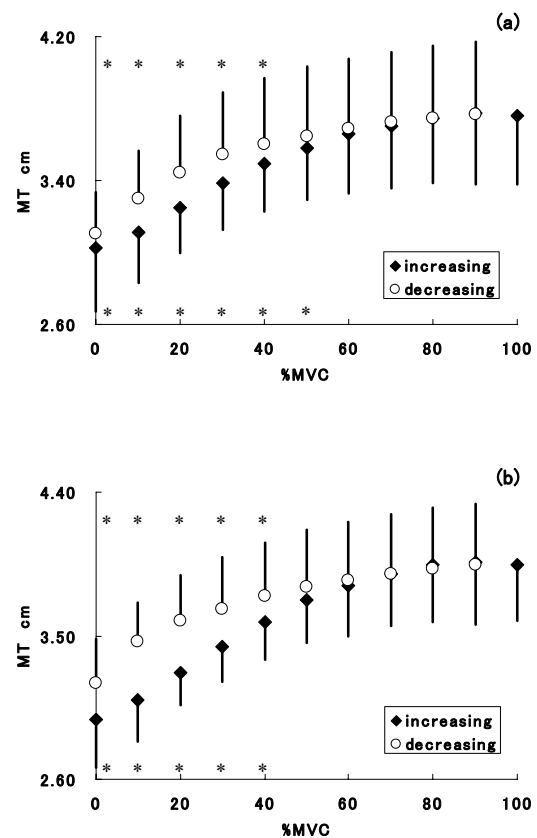 (a)
4.20
* * * * *
3.40
MT cm
increasing
decreasing
* * * * * *
2.60
0 20 40 60 80 100
%MVC
(b)
4.40
* * * * *
3.50
MT cm
increasing
decreasing
* * * * *
2.60
0 20 40 60 80 100
%MVC